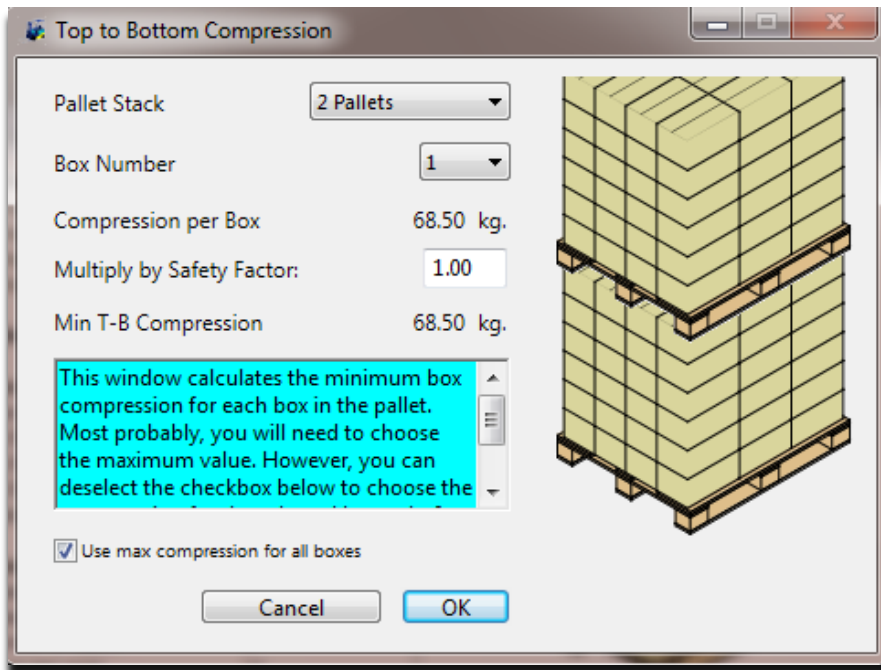 Top to Bottom Compression
Pallet Stack 2 Pallets
Box Number 1
Compression per Box 68.50 kg.
Multiply by Safety Factor: 1.00
Min T-B Compression 68.50 kg.
This window calculates the minimum box
compression for each box in the pallet.
Most probably, you will need to choose
the maximum value. However, you can
deselect the checkbox below to choose the
Use max compression for all boxes
Cancel OK